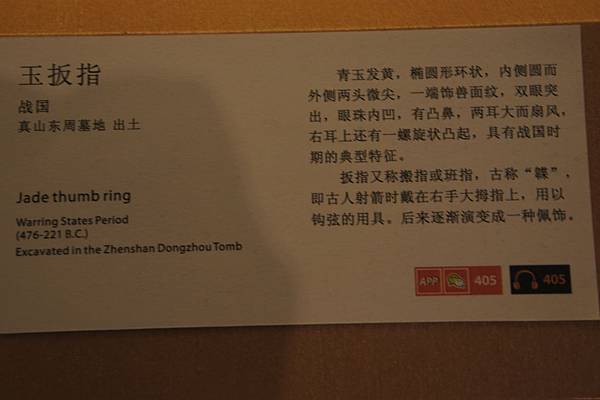 玉扳指
战国
真山东周墓地 出土
Jade thumb ring
Warring States Period
(476-221 B.C.)
Excavated in the Zhenshan Dongzhou Tomb
青玉发黄，椭圆形环状，内侧圆而
外侧两头微尖，一端饰兽面纹，双眼突
出，眼珠内凹，有凸鼻，两耳大而扇风，
右耳上还有一螺旋状凸起，具有战国时
期的典型特征。
扳指又称搬指或班指，古称“韘”，
即古人射箭时戴在右手大拇指上，用以
钩弦的用具。后来逐渐演变成一种佩饰。
APP 405
405